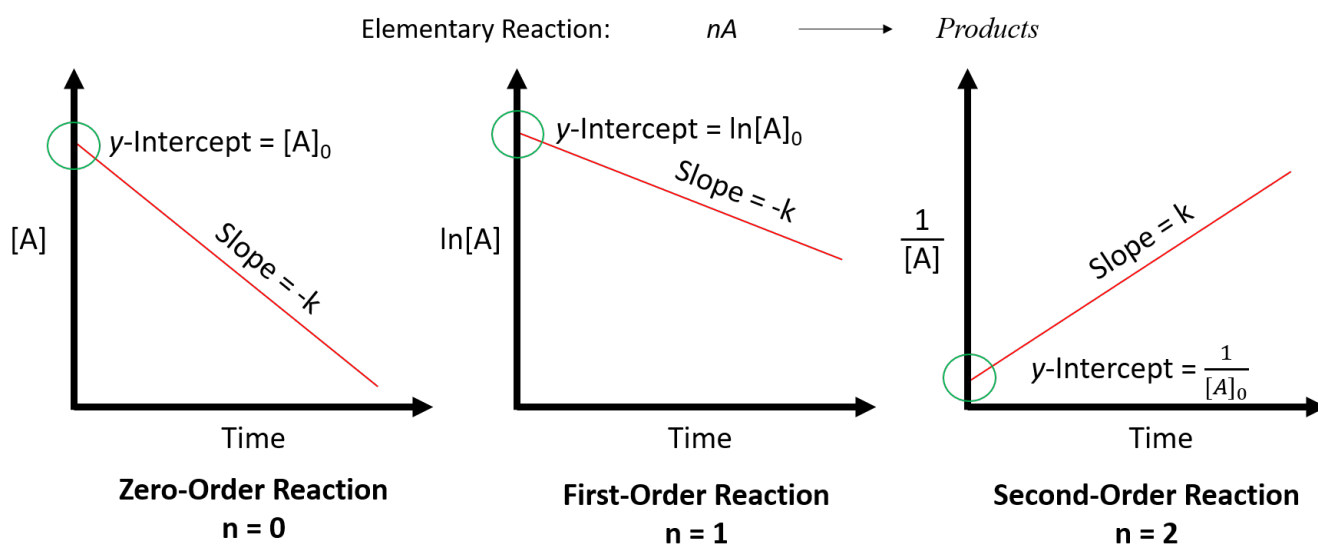 Elementary Reaction: nA ⟶ Products
y-Intercept = [A]₀
[A]
Slope = -k
Time
Zero-Order Reaction
n = 0
y-Intercept = ln[A]₀
ln[A]
Slope = -k
Time
First-Order Reaction
n = 1
1/[A]
Slope = k
y-Intercept = 1/[A]₀
Time
Second-Order Reaction
n = 2